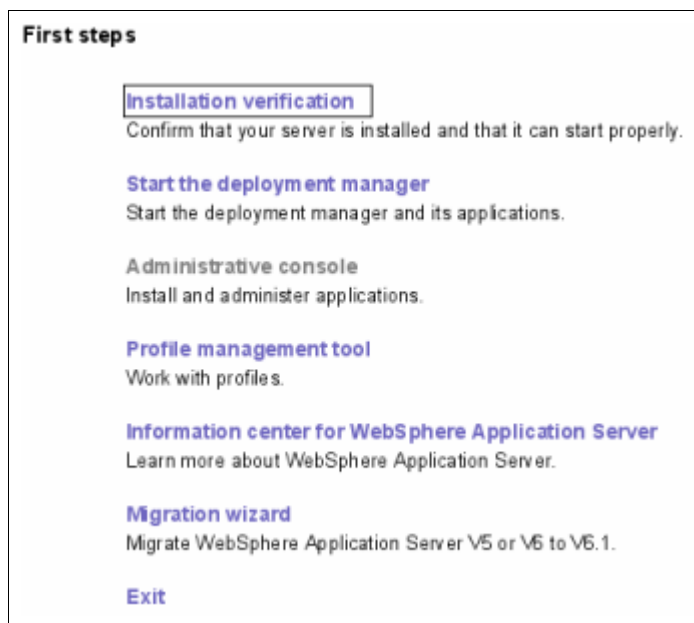 First steps
Installation verification
Confirm that your server is installed and that it can start properly.
Start the deployment manager
Start the deployment manager and its applications.
Administrative console
Install and administer applications.
Profile management tool
Work with profiles.
Information center for WebSphere Application Server
Learn more about WebSphere Application Server.
Migration wizard
Migrate WebSphere Application Server V5 or V6 to V6.1.
Exit